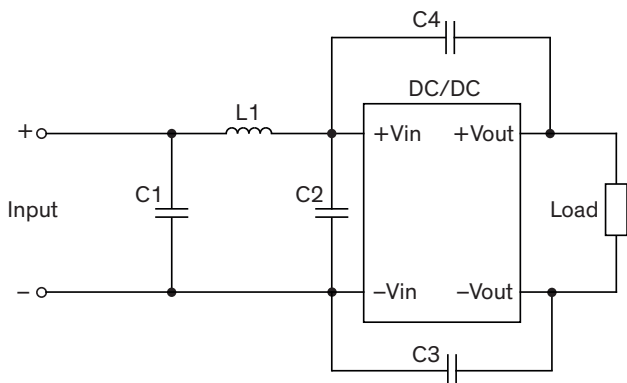 C4
DC/DC
L1
+
+Vin
+Vout
C1
C2
Input
Load
−
−Vin
−Vout
C3